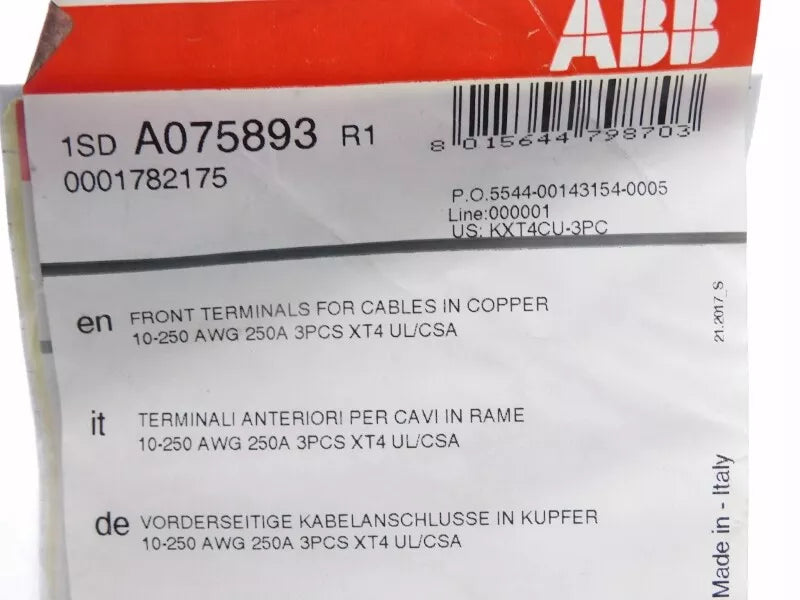 ABB
1SD A075893 R1
0001782175
8 015644 798703
P.O.5544-00143154-0005
Line:000001
US: KXT4CU-3PC
21.2017_S
en FRONT TERMINALS FOR CABLES IN COPPER
10-250 AWG 250A 3PCS XT4 UL/CSA
it TERMINALI ANTERIORI PER CAVI IN RAME
10-250 AWG 250A 3PCS XT4 UL/CSA
de VORDERSEITIGE KABELANSCHLUSSE IN KUPFER
10-250 AWG 250A 3PCS XT4 UL/CSA
Made in - Italy